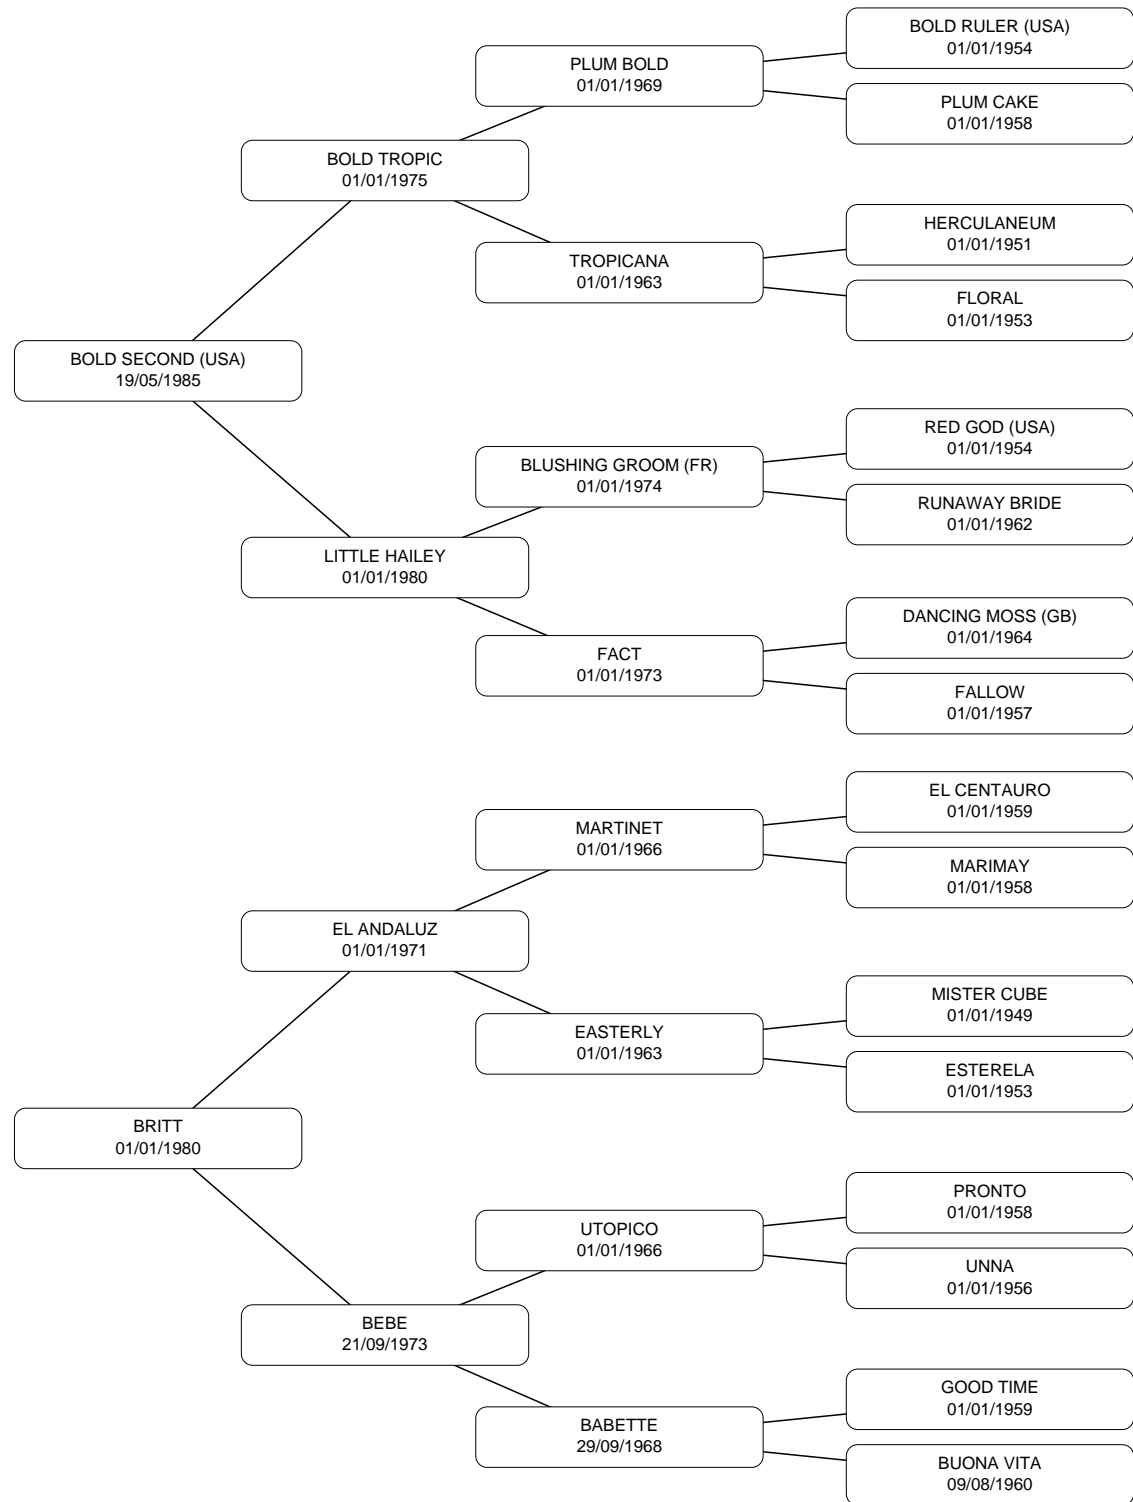 BOLD RULER (USA)
01/01/1954
PLUM BOLD
01/01/1969
PLUM CAKE
01/01/1958
BOLD TROPIC
01/01/1975
HERCULANEUM
01/01/1951
TROPICANA
01/01/1963
FLORAL
01/01/1953
BOLD SECOND (USA)
19/05/1985
RED GOD (USA)
01/01/1954
BLUSHING GROOM (FR)
01/01/1974
RUNAWAY BRIDE
01/01/1962
LITTLE HAILEY
01/01/1980
DANCING MOSS (GB)
01/01/1964
FACT
01/01/1973
FALLOW
01/01/1957
EL CENTAURO
01/01/1959
MARTINET
01/01/1966
MARIMAY
01/01/1958
EL ANDALUZ
01/01/1971
MISTER CUBE
01/01/1949
EASTERLY
01/01/1963
ESTERELA
01/01/1953
BRITT
01/01/1980
PRONTO
01/01/1958
UTOPICO
01/01/1966
UNNA
01/01/1956
BEBE
21/09/1973
GOOD TIME
01/01/1959
BABETTE
29/09/1968
BUONA VITA
09/08/1960